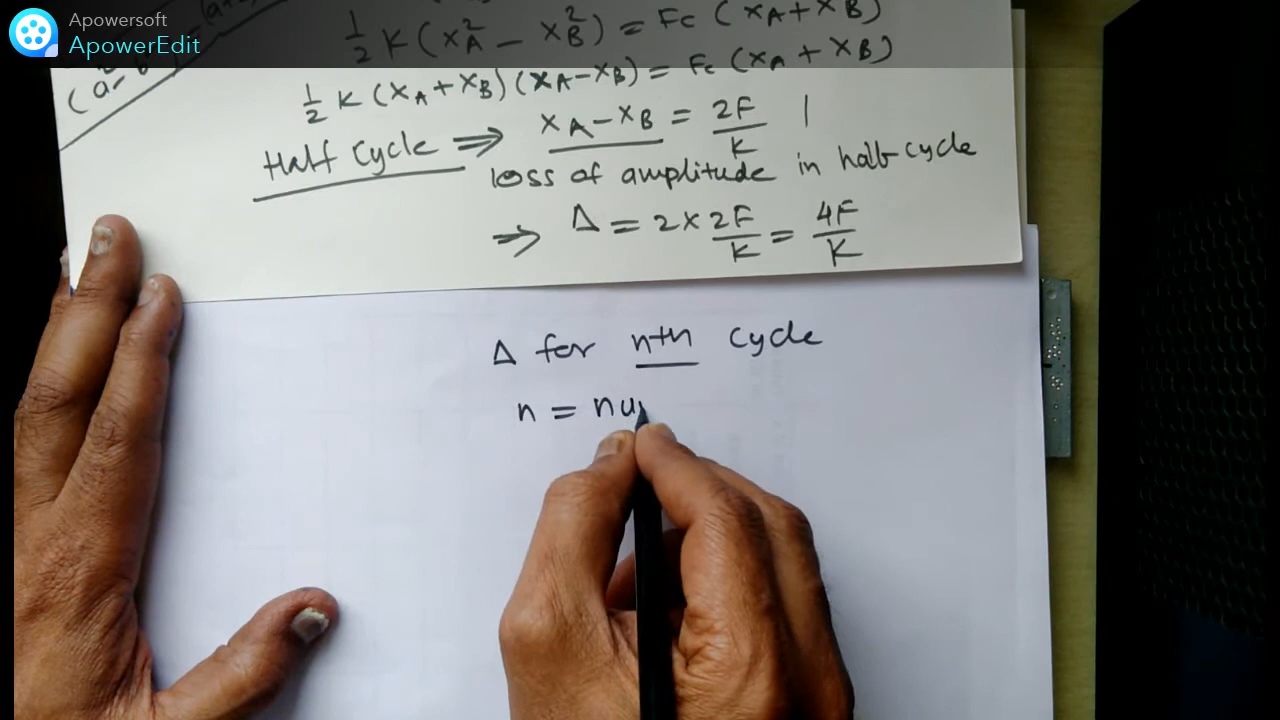 Apowersoft
ApowerEdit
½ K (x²A − x²B) = Fc (xA + xB)
½ K (xA + xB) (xA − xB) = Fc (xA + xB)
Half Cycle ⇒ xA − xB = 2F/K |
loss of amplitude in half cycle
⇒ Δ = 2 × 2F/K = 4F/K
Δ for nth cycle
n = nu